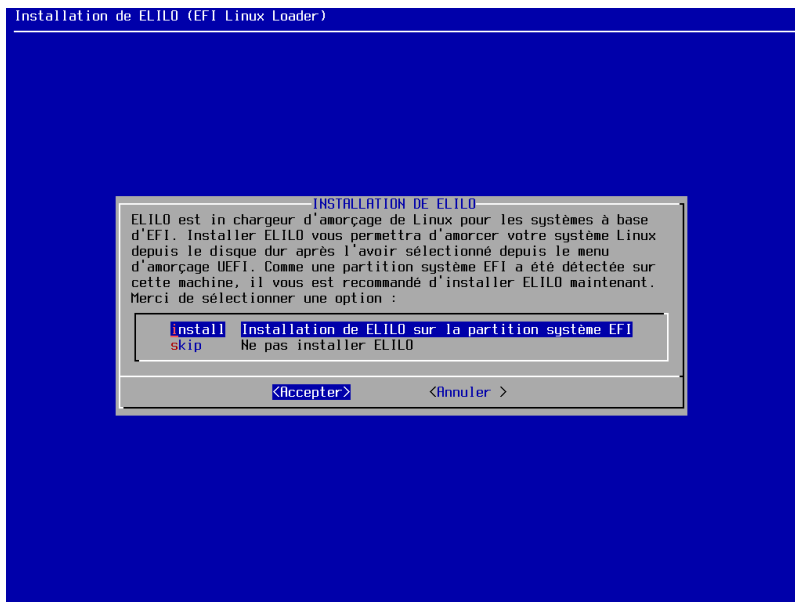 Installation de ELILO (EFI Linux Loader)
INSTALLATION DE ELILO
ELILO est in chargeur d'amorçage de Linux pour les systèmes à base
d'EFI. Installer ELILO vous permettra d'amorcer votre système Linux
depuis le disque dur après l'avoir sélectionné depuis le menu
d'amorçage UEFI. Comme une partition système EFI a été détectée sur
cette machine, il vous est recommandé d'installer ELILO maintenant.
Merci de sélectionner une option :
install Installation de ELILO sur la partition système EFI
skip Ne pas installer ELILO
<Accepter> <Annuler >